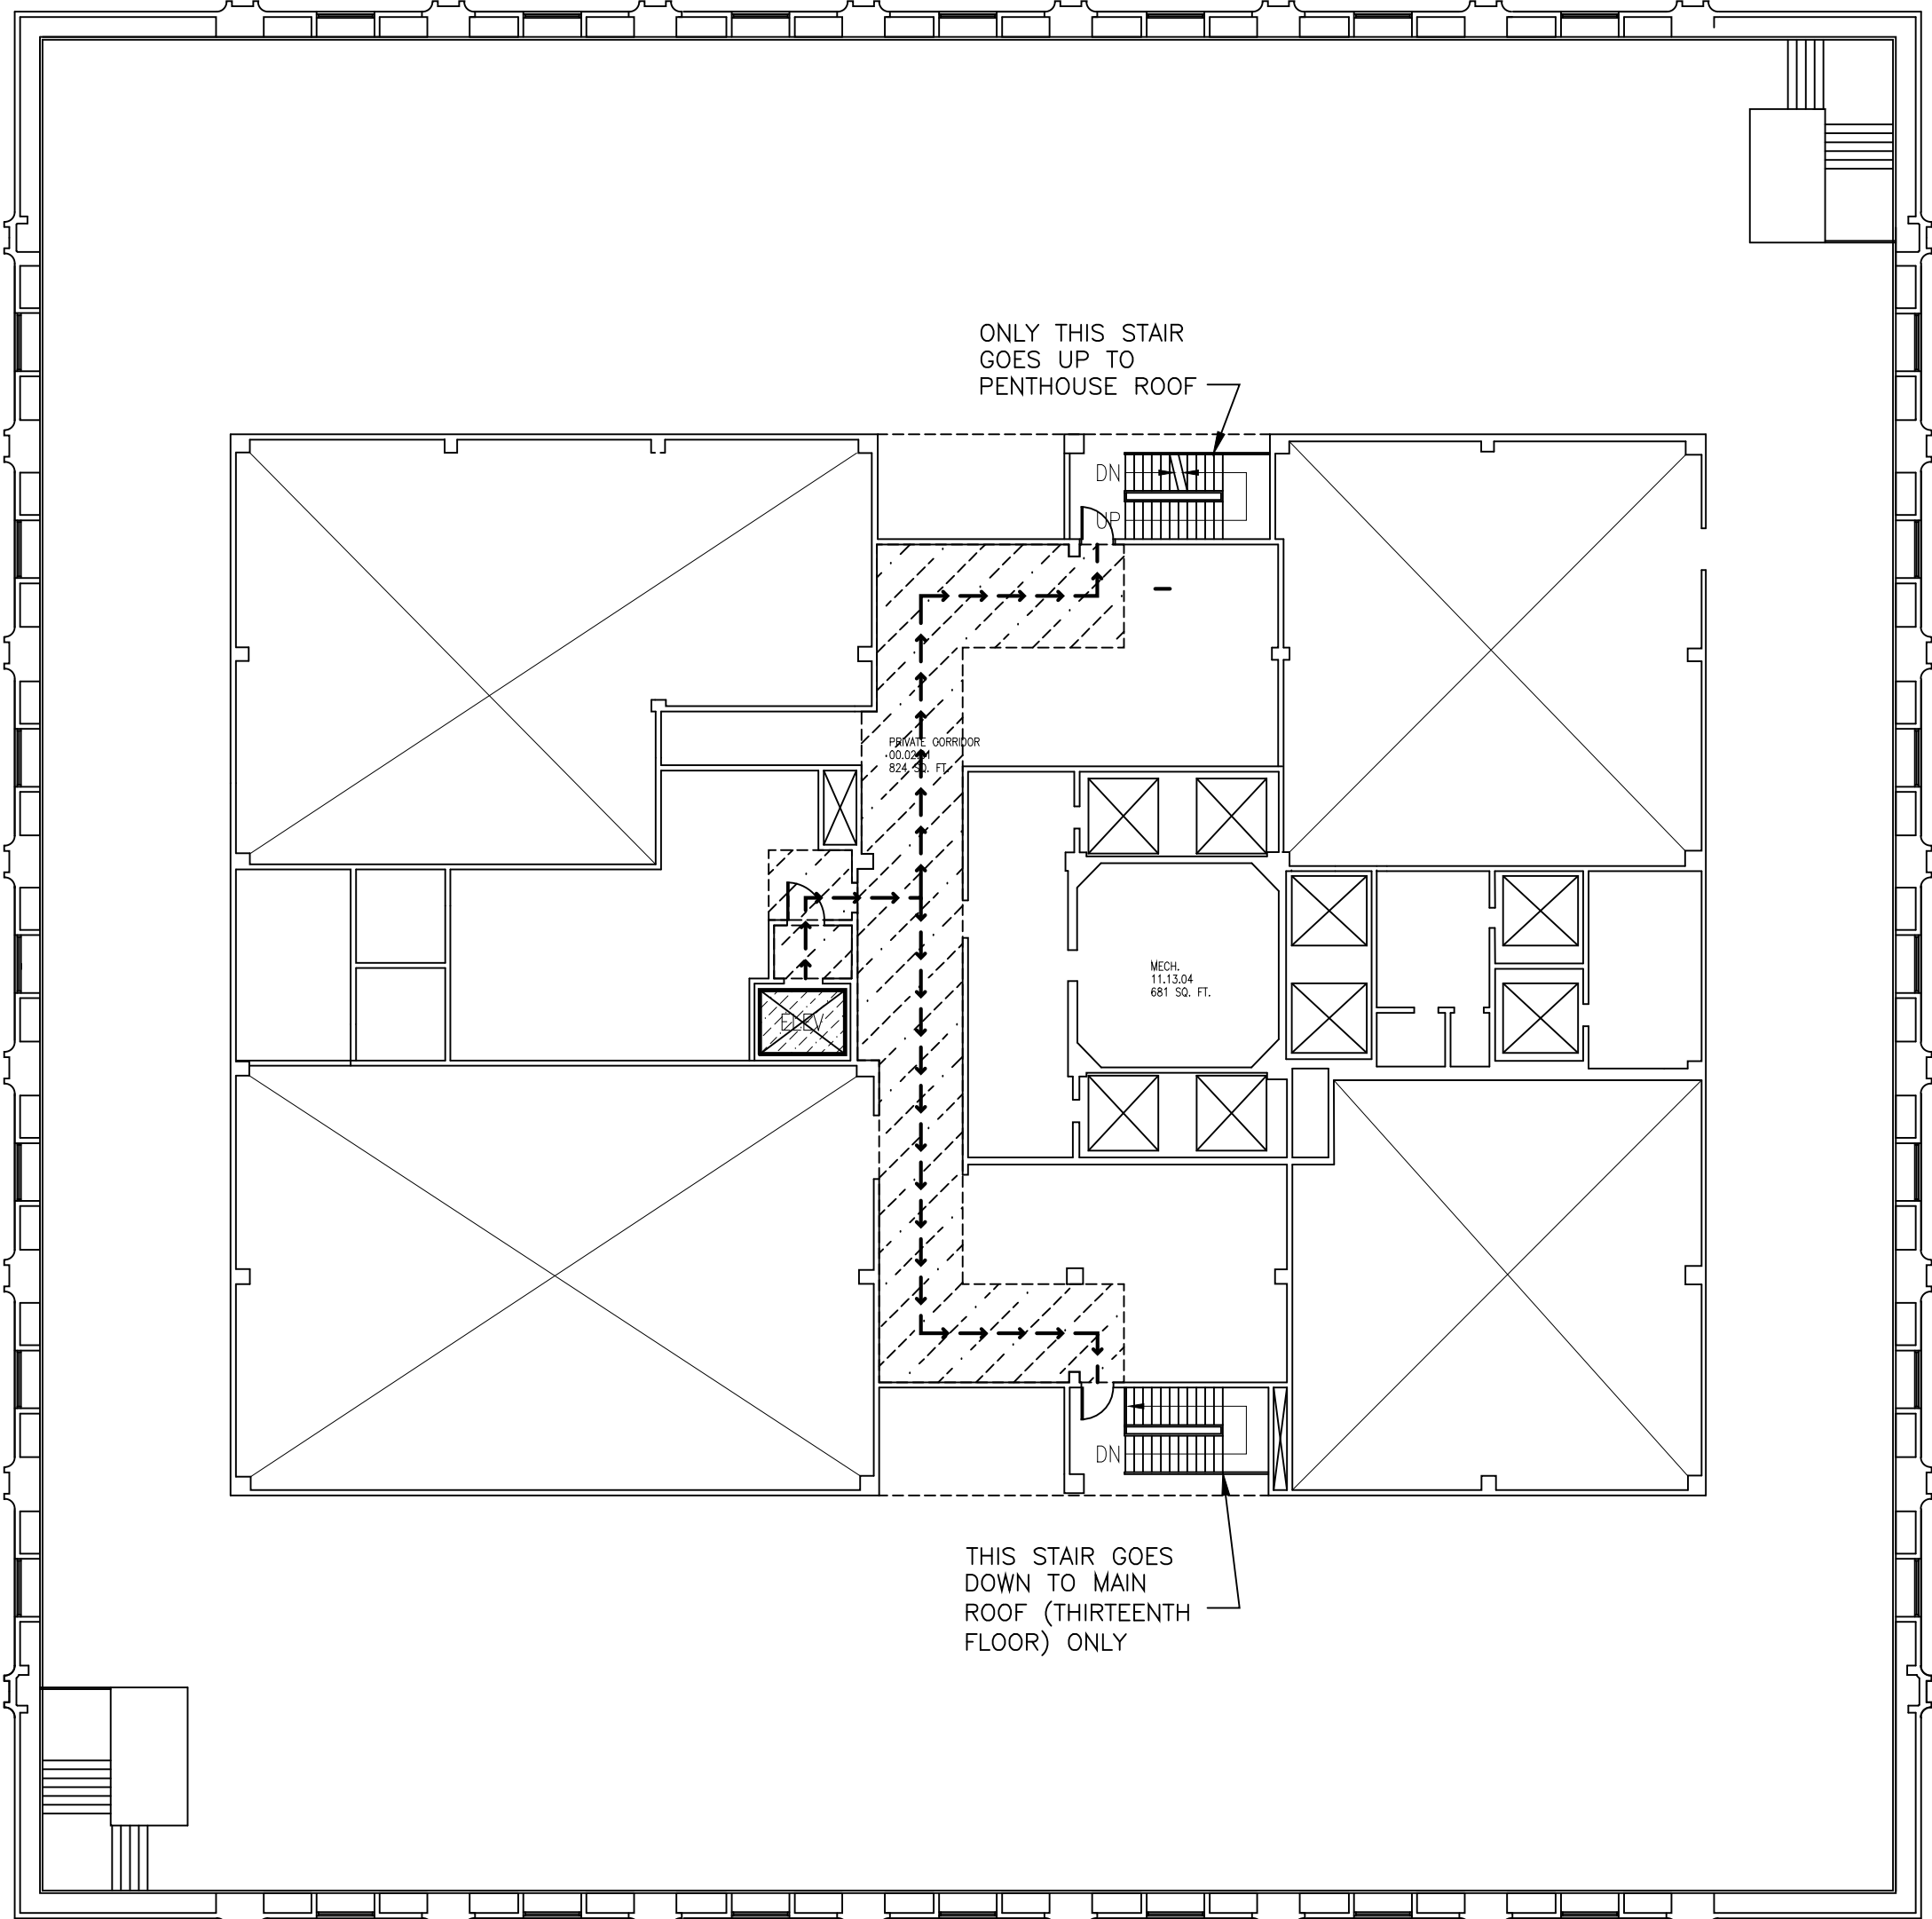 ONLY THIS STAIR
GOES UP TO
PENTHOUSE ROOF
DN
UP
PRIVATE CORRIDOR
824 SQ. FT.
MECH.
11.13.04
681 SQ. FT.
ELEV
DN
THIS STAIR GOES
DOWN TO MAIN
ROOF (THIRTEENTH
FLOOR) ONLY